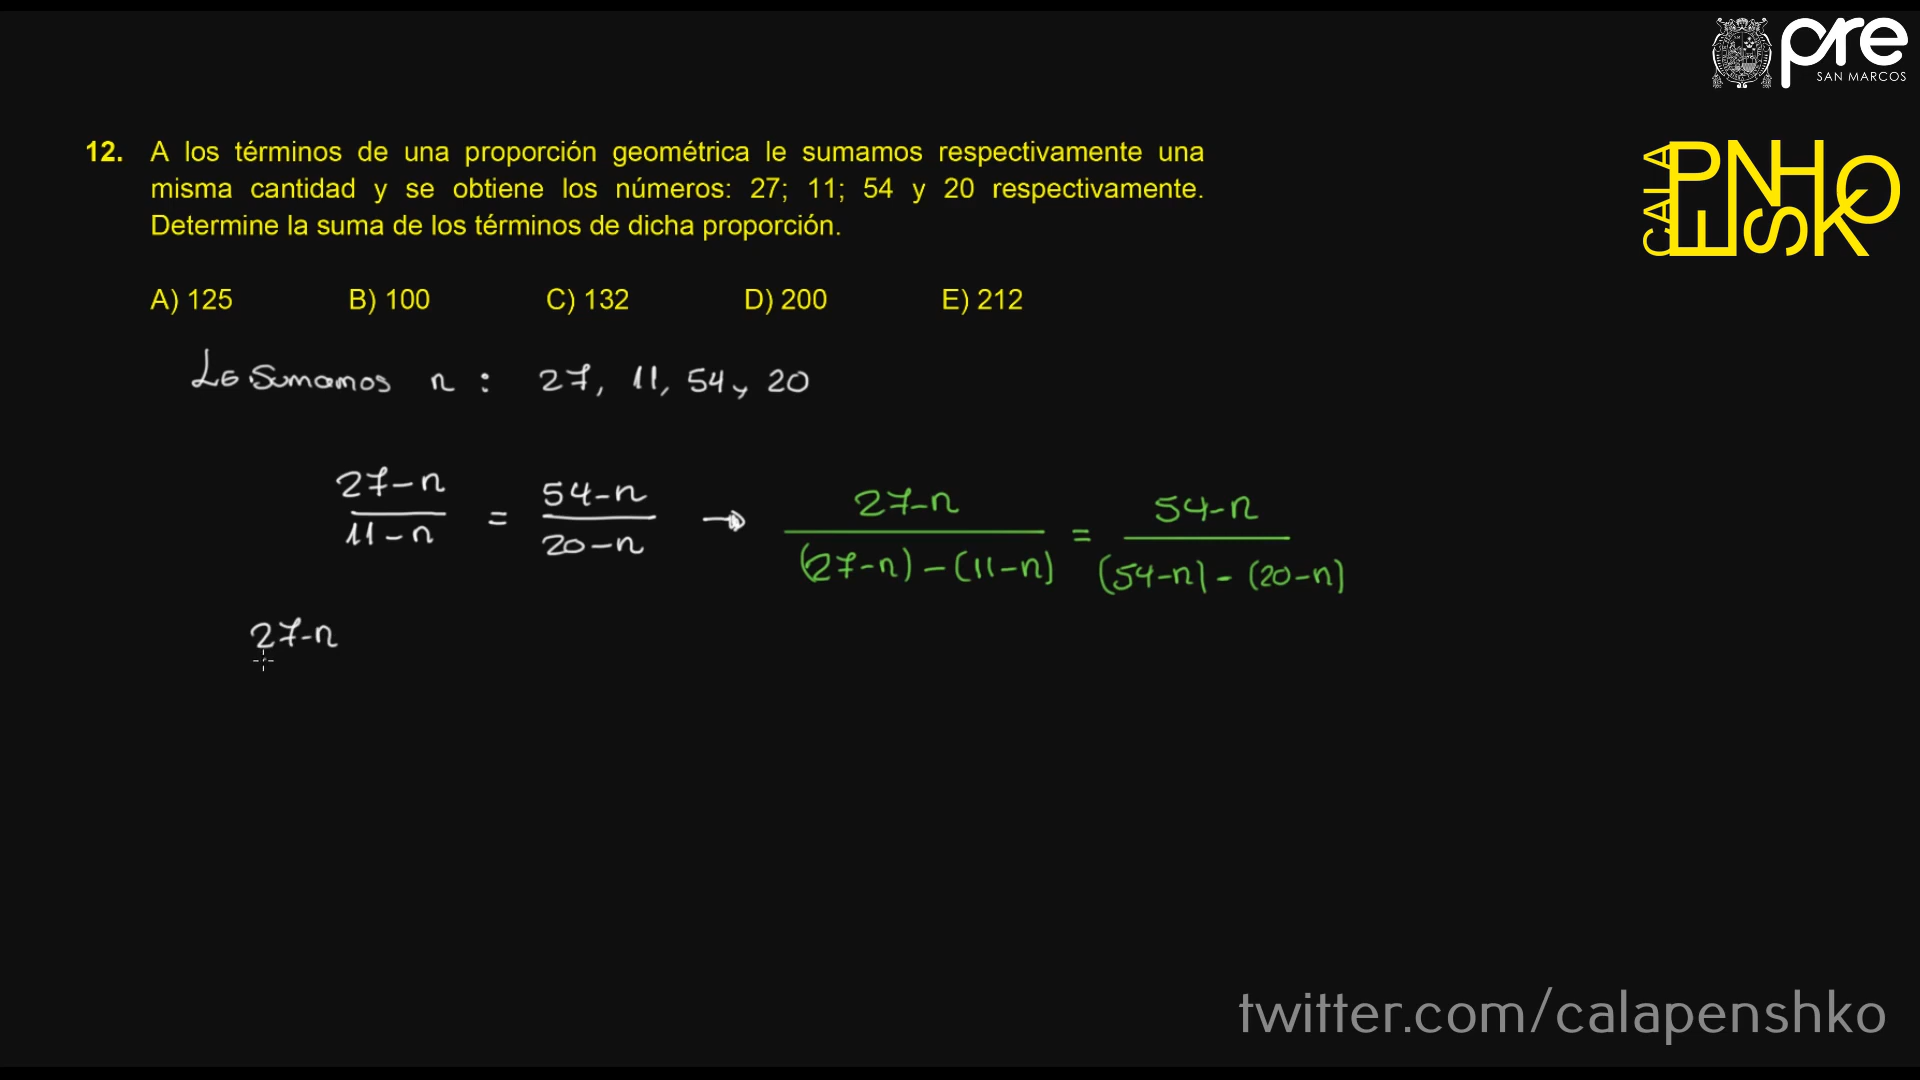 pre
SAN MARCOS
12. A los términos de una proporción geométrica le sumamos respectivamente una
misma cantidad y se obtiene los números: 27; 11; 54 y 20 respectivamente.
Determine la suma de los términos de dicha proporción.
CALA
PENSHKO
A) 125 B) 100 C) 132 D) 200 E) 212
Le sumamos n : 27, 11, 54 y 20
27-n / 11-n = 54-n / 20-n → 27-n / (27-n) - (11-n) = 54-n / (54-n) - (20-n)
27-n
twitter.com/calapenshko